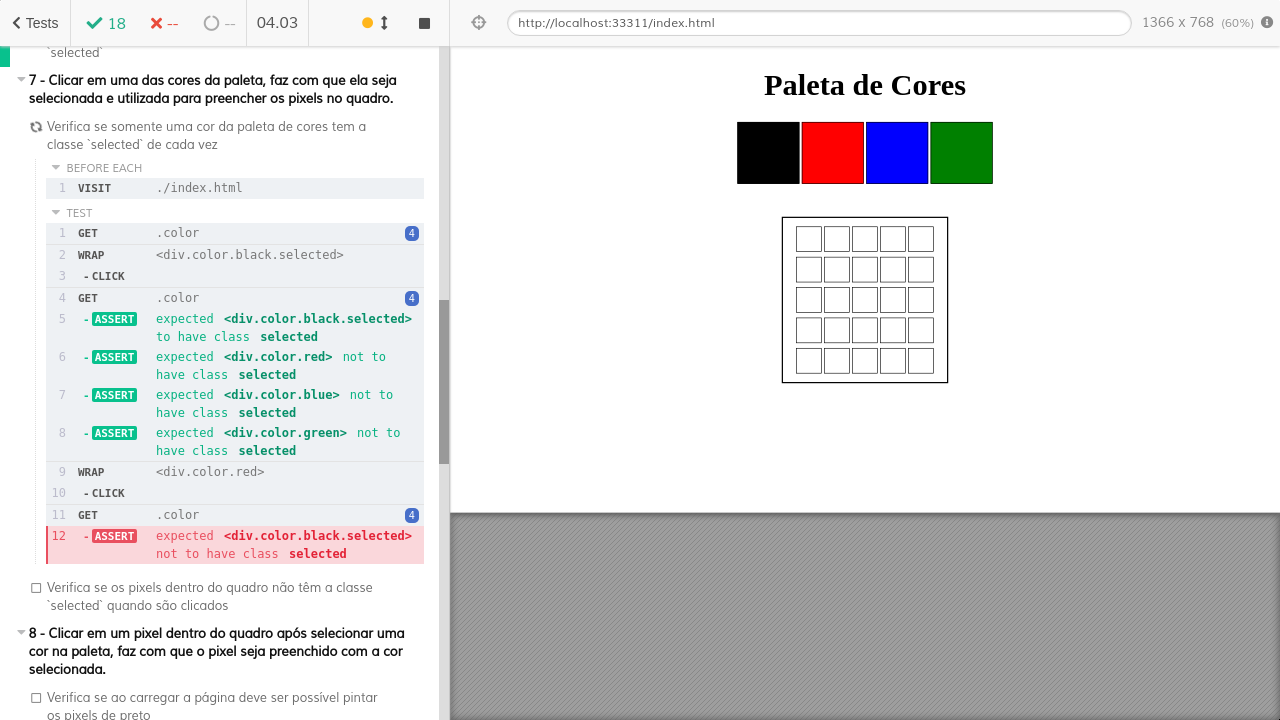 Tests
18
--
--
04.03
http://localhost:33311/index.html
1366 x 768 (60%)
`selected`
7 - Clicar em uma das cores da paleta, faz com que ela seja
selecionada e utilizada para preencher os pixels no quadro.
Verifica se somente uma cor da paleta de cores tem a
classe `selected` de cada vez
BEFORE EACH
1 VISIT ./index.html
TEST
1 GET .color 4
2 WRAP <div.color.black.selected>
3 -CLICK
4 GET .color 4
5 -ASSERT expected <div.color.black.selected>
to have class selected
6 -ASSERT expected <div.color.red> not to
have class selected
7 -ASSERT expected <div.color.blue> not to
have class selected
8 -ASSERT expected <div.color.green> not to
have class selected
9 WRAP <div.color.red>
10 -CLICK
11 GET .color 4
12 -ASSERT expected <div.color.black.selected>
not to have class selected
Verifica se os pixels dentro do quadro não têm a classe
`selected` quando são clicados
8 - Clicar em um pixel dentro do quadro após selecionar uma
cor na paleta, faz com que o pixel seja preenchido com a cor
selecionada.
Verifica se ao carregar a página deve ser possível pintar
os pixels de preto
Paleta de Cores